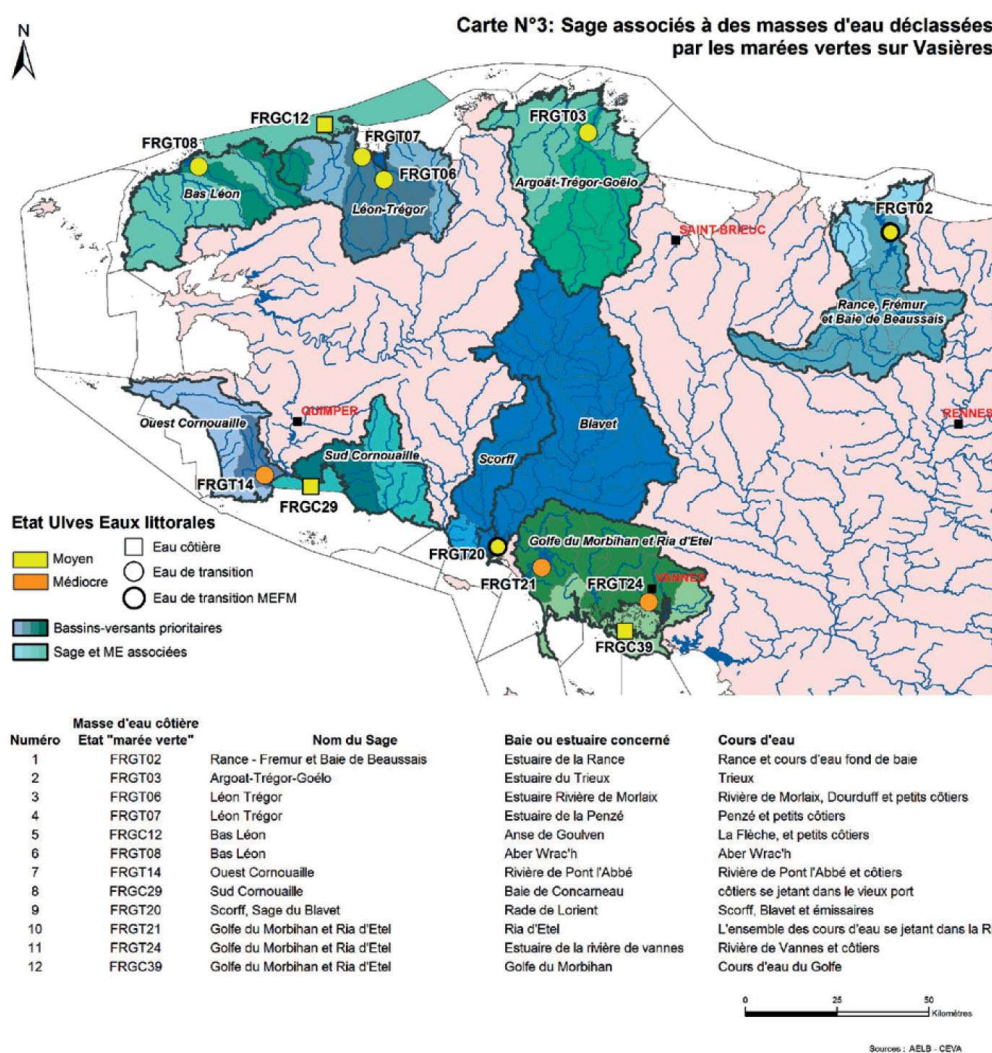 Carte N°3: Sage associés à des masses d'eau déclassées
par les marées vertes sur Vasières
N
FRGC12
FRGT07
FRGT08
FRGT06
Bas Léon
Léon-Trégor
FRGT03
Argoät-Trégor-Goëlo
SAINT-BRIEUC
FRGT02
Rance, Frémur
et Baie de Beaussais
RENNES
Ouest Cornouaille
QUIMPER
Sud Cornouaille
Scorff
Blavet
FRGT14
FRGC29
FRGT20
Golfe du Morbihan et Ria d'Etel
FRGT21
FRGT24
VANNES
FRGC39
Etat Ulves Eaux littorales
Moyen
Médiocre
Eau côtière
Eau de transition
Eau de transition MEFM
Bassins-versants prioritaires
Sage et ME associées
Numéro Masse d'eau côtière Etat "marée verte" Nom du Sage Baie ou estuaire concerné Cours d'eau
1 FRGT02 Rance - Fremur et Baie de Beaussais Estuaire de la Rance Rance et cours d'eau fond de baie
2 FRGT03 Argoat-Trégor-Goélo Estuaire du Trieux Trieux
3 FRGT06 Léon Trégor Estuaire Rivière de Morlaix Rivière de Morlaix, Dourduff et petits côtiers
4 FRGT07 Léon Trégor Estuaire de la Penzé Penzé et petits côtiers
5 FRGC12 Bas Léon Anse de Goulven La Flèche, et petits côtiers
6 FRGT08 Bas Léon Aber Wrac'h Aber Wrac'h
7 FRGT14 Ouest Cornouaille Rivière de Pont l'Abbé Rivière de Pont l'Abbé et côtiers
8 FRGC29 Sud Cornouaille Baie de Concarneau côtiers se jetant dans le vieux port
9 FRGT20 Scorff, Sage du Blavet Rade de Lorient Scorff, Blavet et émissaires
10 FRGT21 Golfe du Morbihan et Ria d'Etel Ria d'Etel L'ensemble des cours d'eau se jetant dans la R
11 FRGT24 Golfe du Morbihan et Ria d'Etel Estuaire de la rivière de vannes Rivière de Vannes et côtiers
12 FRGC39 Golfe du Morbihan et Ria d'Etel Golfe du Morbihan Cours d'eau du Golfe
0 25 50
Kilomètres
Sources : AELB - CEVA